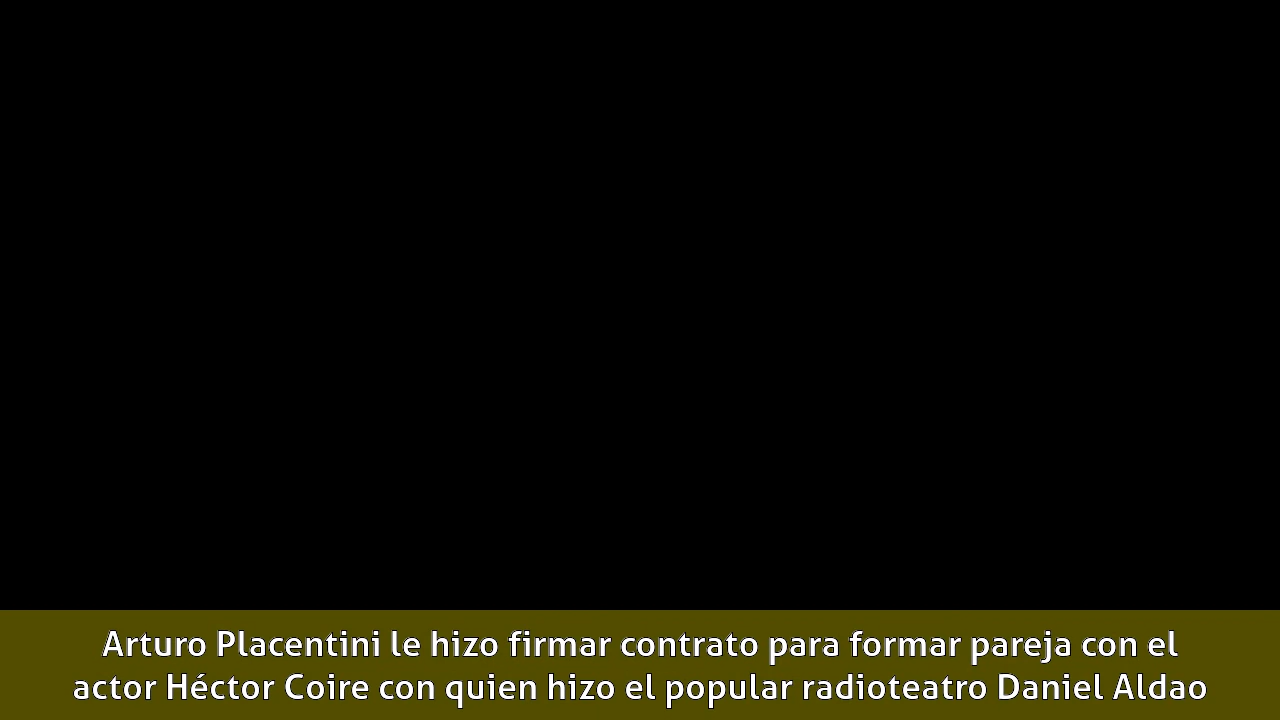 Arturo Placentini le hizo firmar contrato para formar pareja con el
actor Héctor Coire con quien hizo el popular radioteatro Daniel Aldao